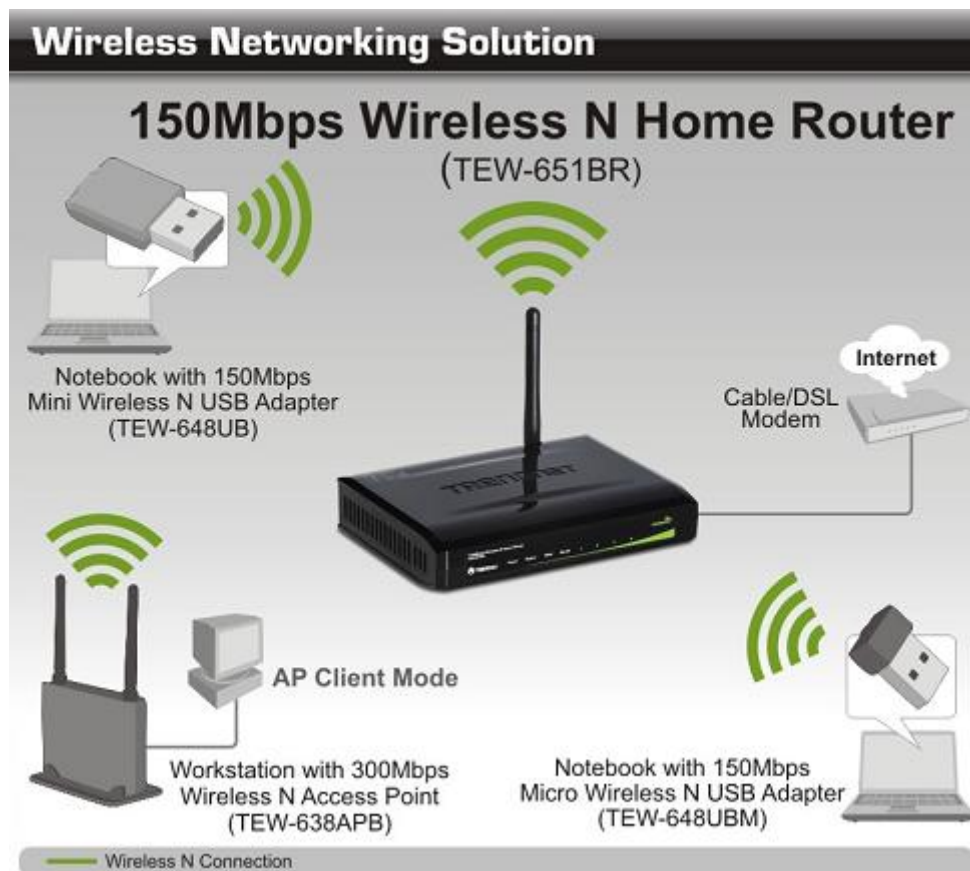 Wireless Networking Solution
150Mbps Wireless N Home Router
(TEW-651BR)
Notebook with 150Mbps
Mini Wireless N USB Adapter
(TEW-648UB)
Internet
Cable/DSL
Modem
TRENDnet
AP Client Mode
Workstation with 300Mbps
Wireless N Access Point
(TEW-638APB)
Notebook with 150Mbps
Micro Wireless N USB Adapter
(TEW-648UBM)
Wireless N Connection